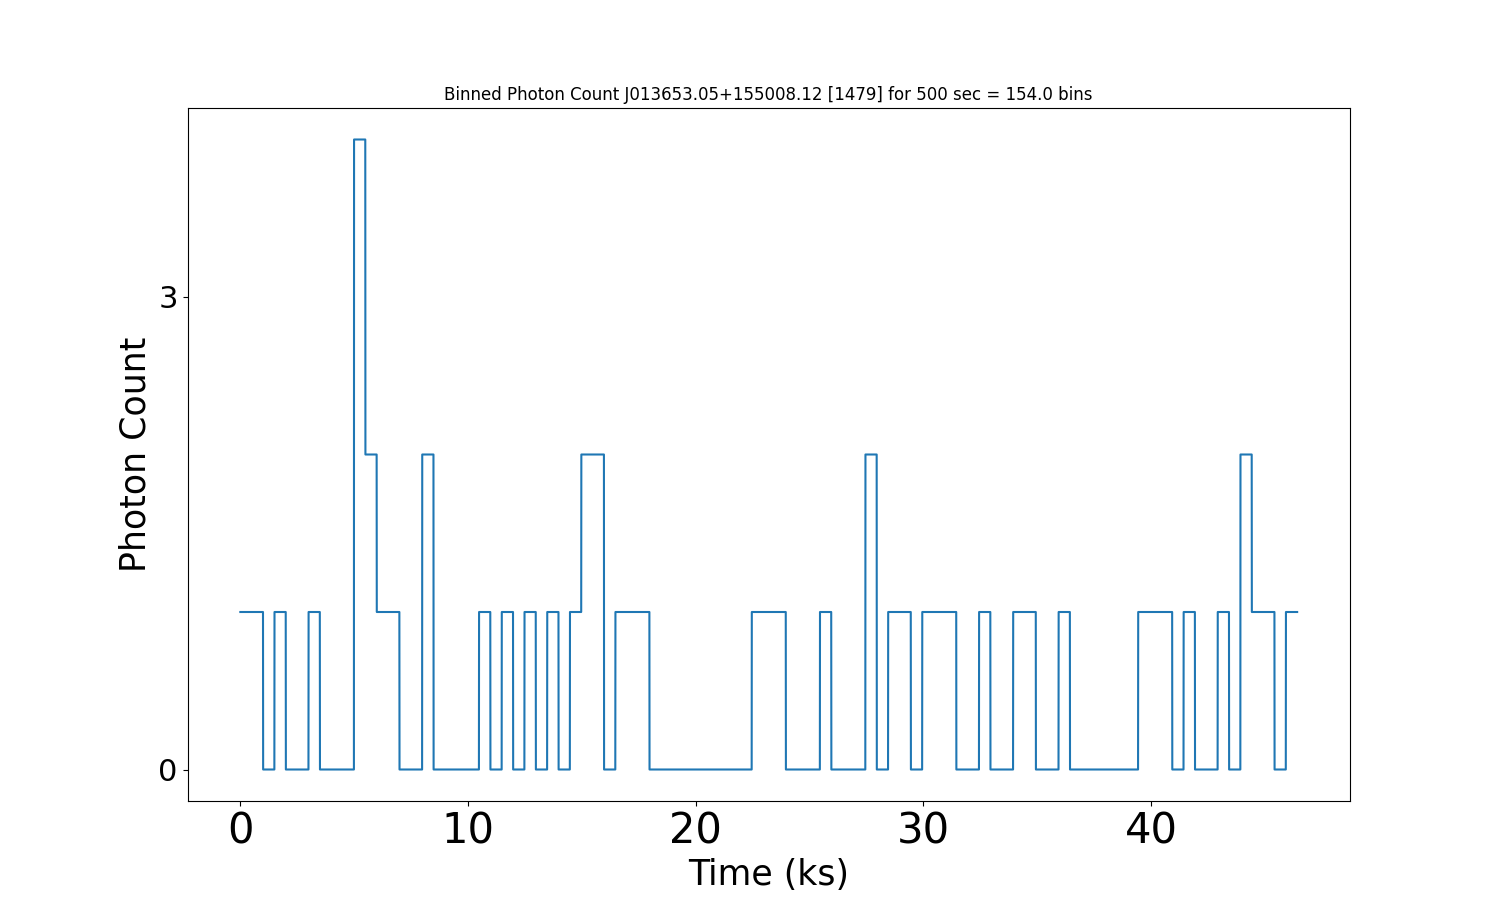 Binned Photon Count J013653.05+155008.12 [1479] for 500 sec = 154.0 bins
3
0
Photon Count
0 10 20 30 40
Time (ks)